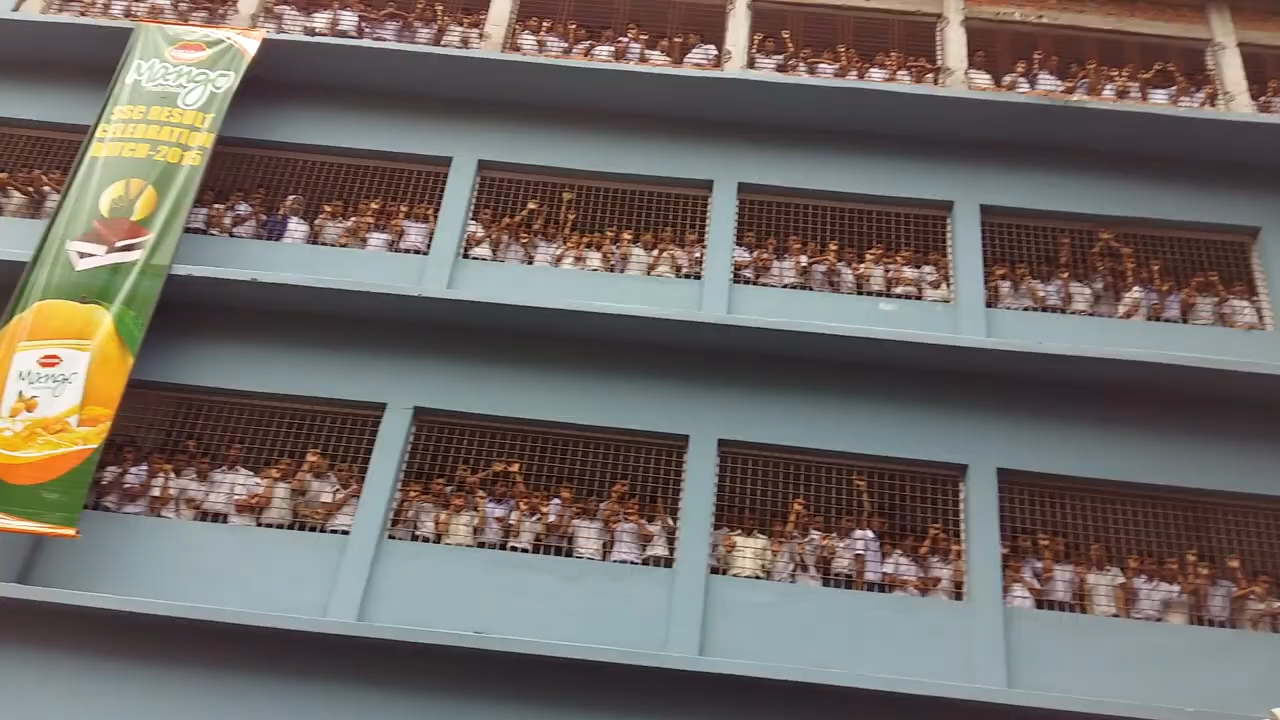 Mango
SSC RESULT
CELEBRATION
BATCH-2015
Mango